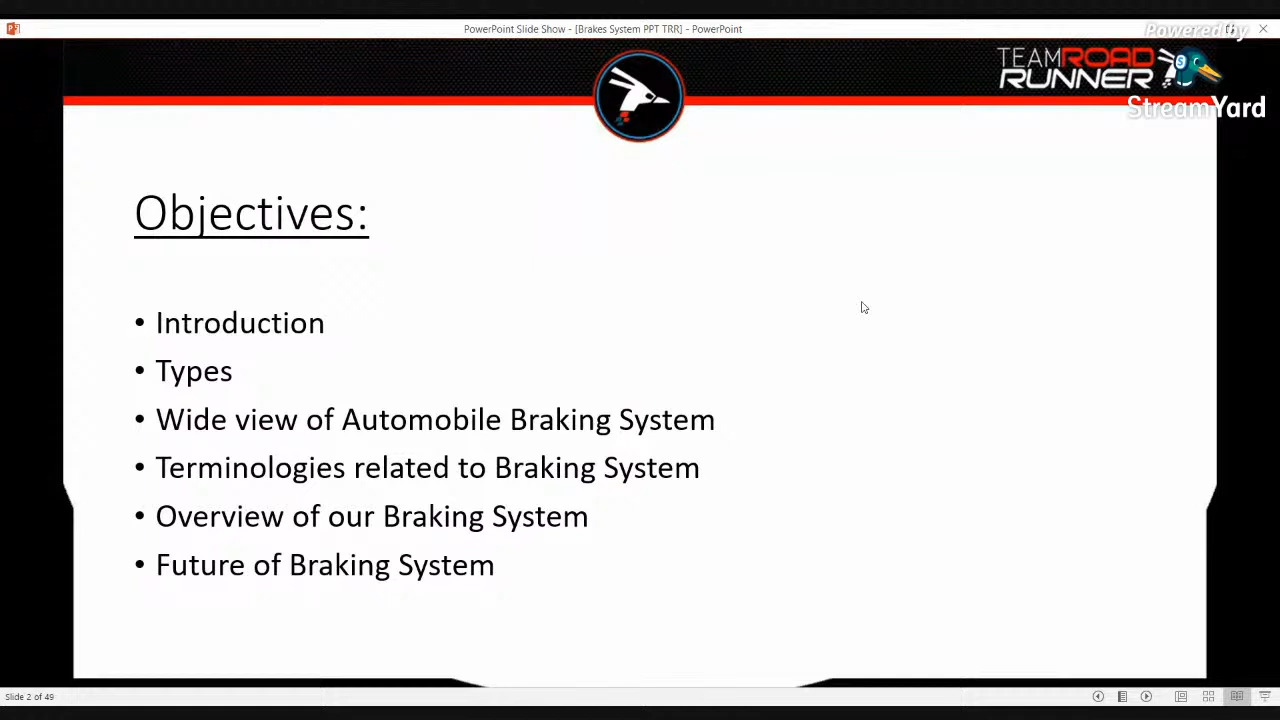 PowerPoint Slide Show - [Brakes System PPT TRR] - PowerPoint
Powered by
TEAMROAD
RUNNER
S
StreamYard
Objectives:
• Introduction
• Types
• Wide view of Automobile Braking System
• Terminologies related to Braking System
• Overview of our Braking System
• Future of Braking System
Slide 2 of 49